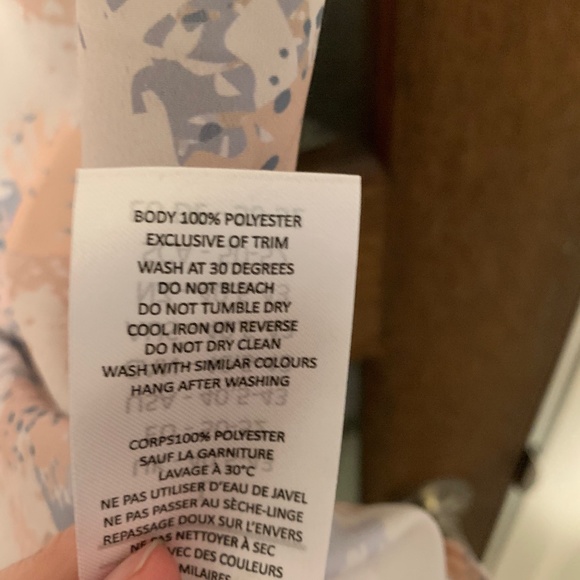 BODY 100% POLYESTER
EXCLUSIVE OF TRIM
WASH AT 30 DEGREES
DO NOT BLEACH
DO NOT TUMBLE DRY
COOL IRON ON REVERSE
DO NOT DRY CLEAN
WASH WITH SIMILAR COLOURS
HANG AFTER WASHING
CORPS100% POLYESTER
SAUF LA GARNITURE
LAVAGE À 30°C
NE PAS UTILISER D'EAU DE JAVEL
NE PAS PASSER AU SÈCHE-LINGE
REPASSAGE DOUX SUR L'ENVERS
NE PAS NETTOYER À SEC
AVEC DES COULEURS